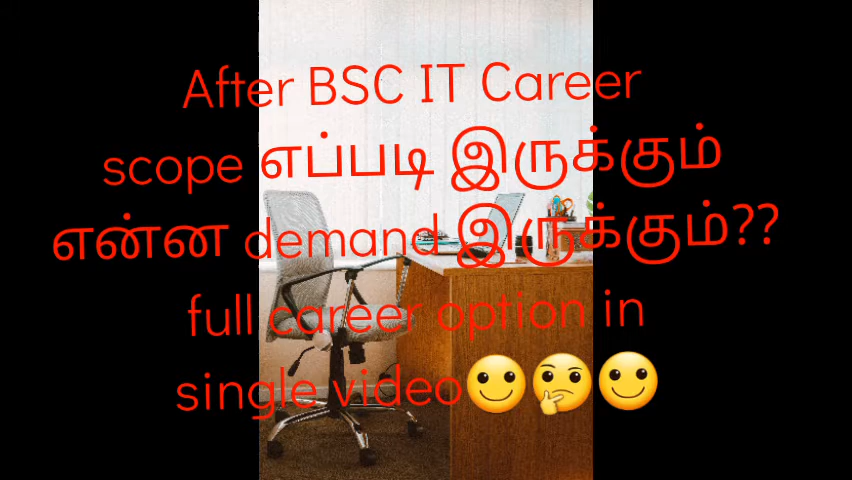 After BSC IT Career
scope எப்படி இருக்கும்
என்ன demand இருக்கும்??
full career option in
single video🙂🤔🙂